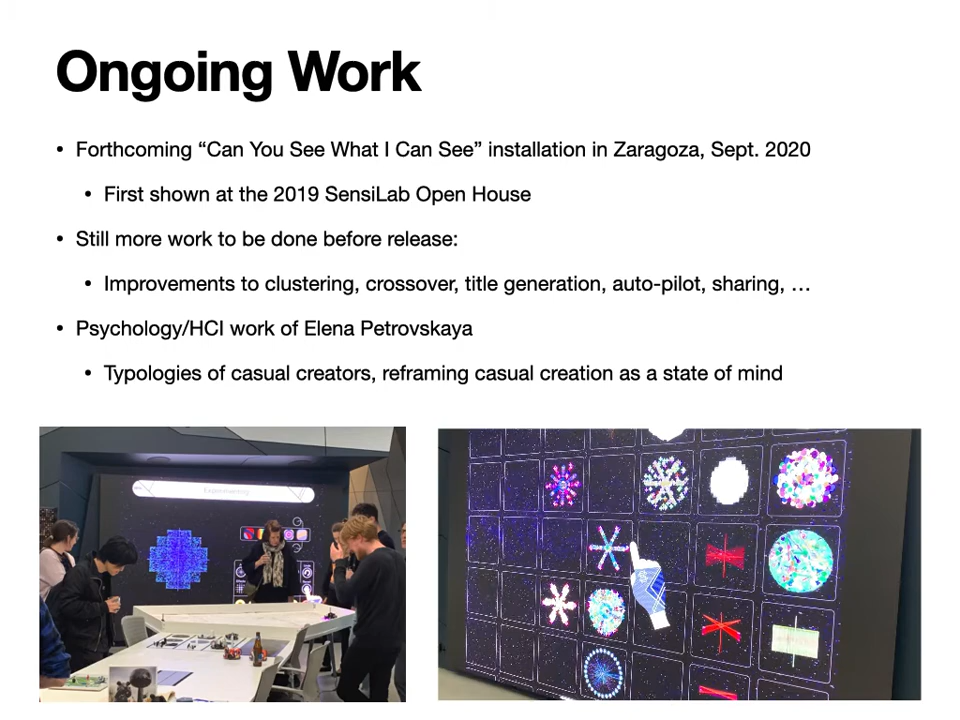 Ongoing Work
• Forthcoming “Can You See What I Can See” installation in Zaragoza, Sept. 2020
• First shown at the 2019 SensiLab Open House
• Still more work to be done before release:
• Improvements to clustering, crossover, title generation, auto-pilot, sharing, …
• Psychology/HCI work of Elena Petrovskaya
• Typologies of casual creators, reframing casual creation as a state of mind